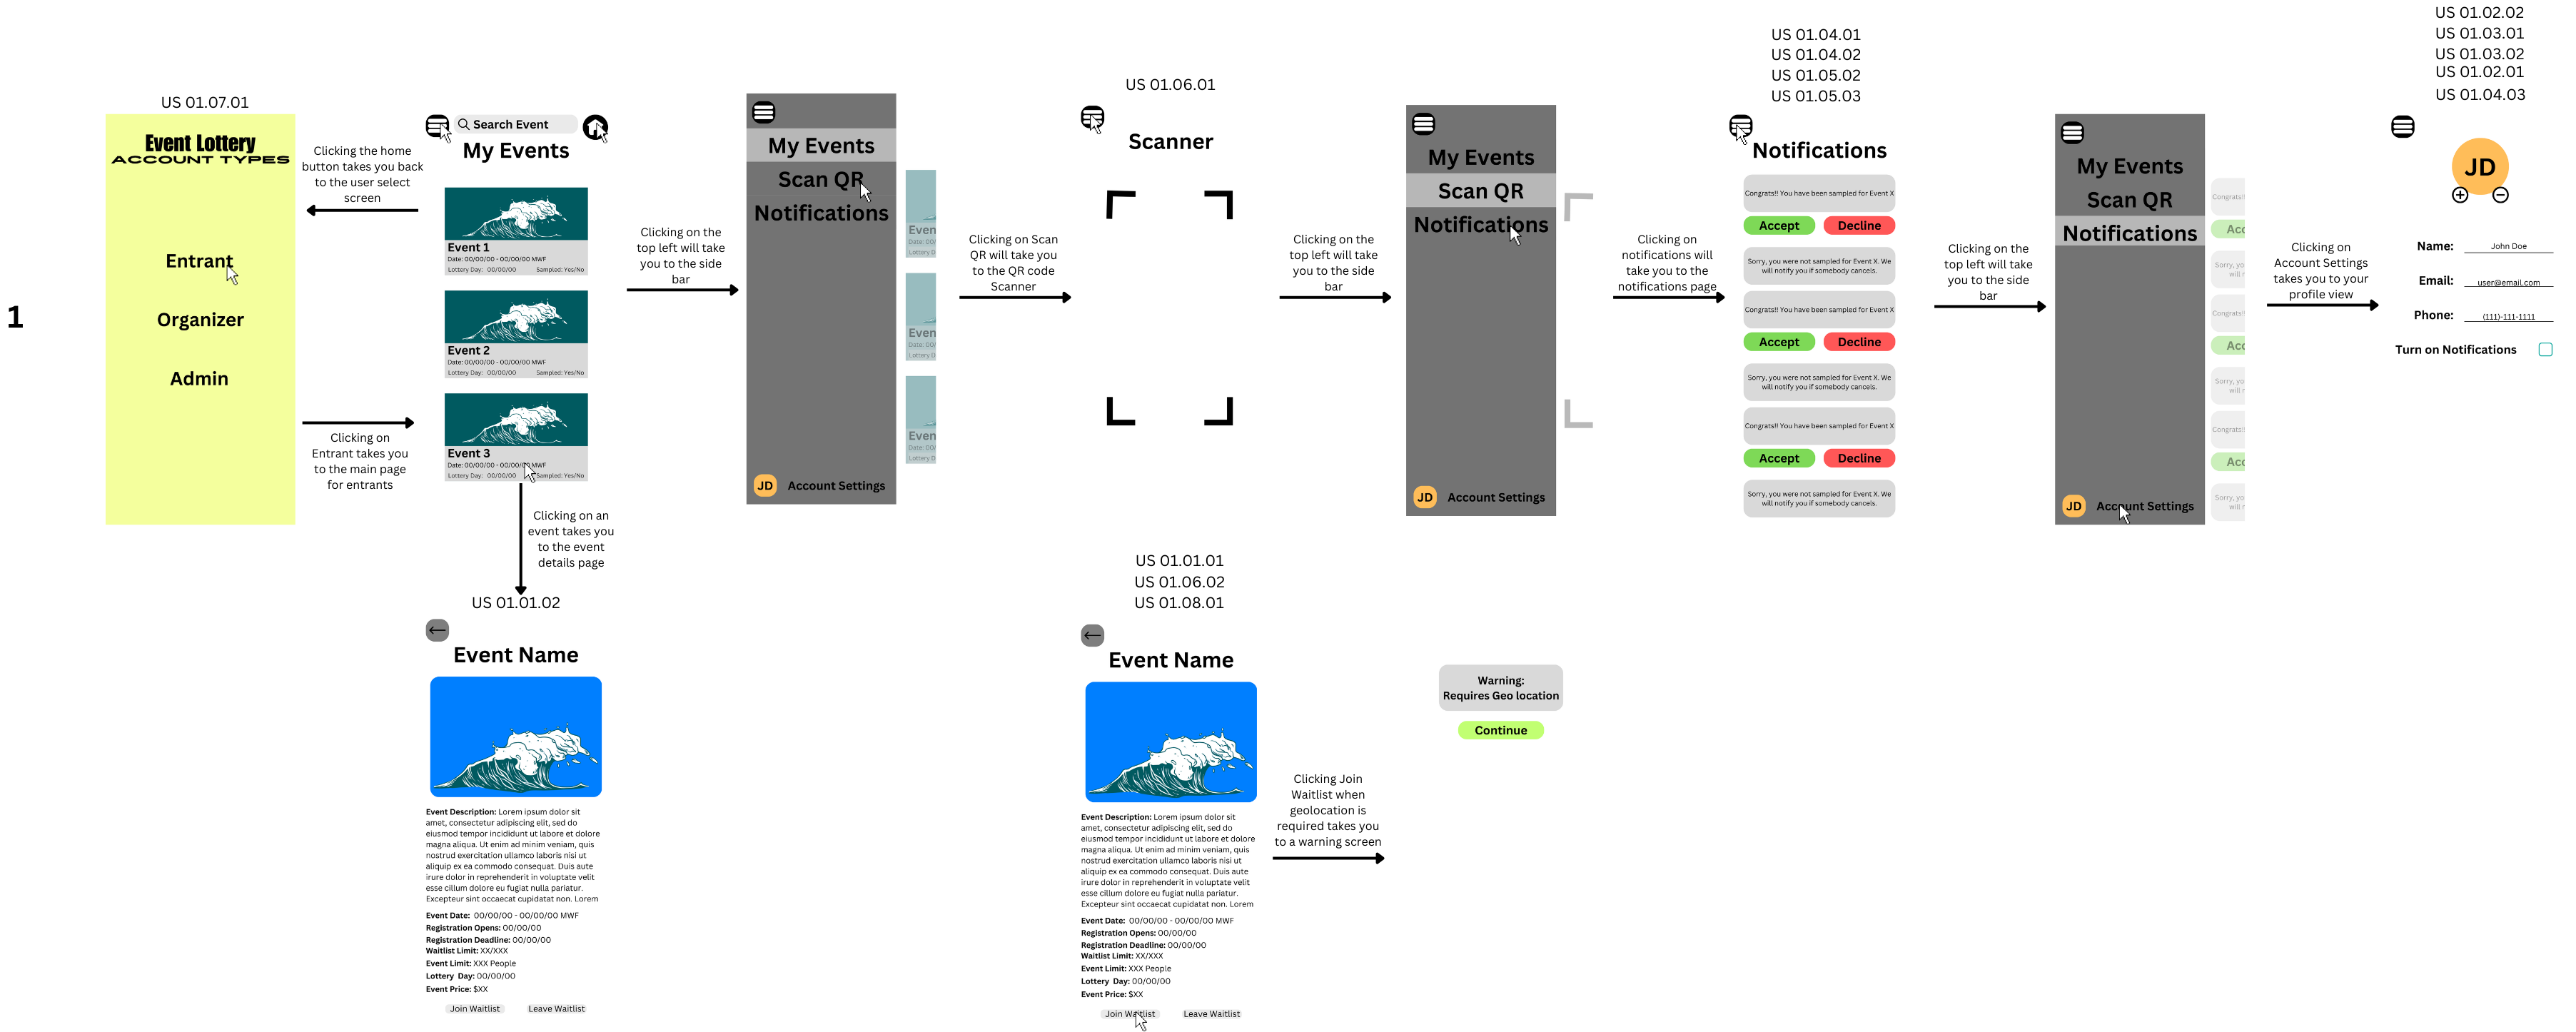 1
US 01.07.01
Event Lottery
ACCOUNT TYPES
Entrant
Organizer
Admin
Clicking the home
button takes you back
to the user select
screen
Clicking on
Entrant takes you
to the main page
for entrants
Search Event
My Events
Event 1
Date: 00/00/00 - 00/00/00 MWF
Lottery Day: 00/00/00 Sampled: Yes/No
Event 2
Date: 00/00/00 - 00/00/00 MWF
Lottery Day: 00/00/00 Sampled: Yes/No
Event 3
Date: 00/00/00 - 00/00/00 MWF
Lottery Day: 00/00/00 Sampled: Yes/No
Clicking on an
event takes you
to the event
details page
Clicking on the
top left will take
you to the side
bar
My Events
Scan QR
Notifications
JD Account Settings
Even
Date: 00/
Lottery D
Even
Date: 00/
Lottery D
Even
Date: 00/
Lottery D
Clicking on Scan
QR will take you
to the QR code
Scanner
US 01.06.01
Scanner
Clicking on the
top left will take
you to the side
bar
My Events
Scan QR
Notifications
JD Account Settings
Clicking on
notifications will
take you to the
notifications page
US 01.04.01
US 01.04.02
US 01.05.02
US 01.05.03
Notifications
Congrats!! You have been sampled for Event X
Accept Decline
Sorry, you were not sampled for Event X. We
will notify you if somebody cancels.
Congrats!! You have been sampled for Event X
Accept Decline
Sorry, you were not sampled for Event X. We
will notify you if somebody cancels.
Congrats!! You have been sampled for Event X
Accept Decline
Sorry, you were not sampled for Event X. We
will notify you if somebody cancels.
Clicking on the
top left will take
you to the side
bar
My Events
Scan QR
Notifications
JD Account Settings
Congrats!!
Acc
Sorry, yo
will r
Congrats!!
Acc
Sorry, yo
will r
Congrats!!
Acc
Sorry, yo
will r
Clicking on
Account Settings
takes you to your
profile view
US 01.02.02
US 01.03.01
US 01.03.02
US 01.02.01
US 01.04.03
JD
Name: John Doe
Email: user@email.com
Phone: (111)-111-1111
Turn on Notifications
US 01.01.02
Event Name
Event Description: Lorem ipsum dolor sit
amet, consectetur adipiscing elit, sed do
eiusmod tempor incididunt ut labore et dolore
magna aliqua. Ut enim ad minim veniam, quis
nostrud exercitation ullamco laboris nisi ut
aliquip ex ea commodo consequat. Duis aute
irure dolor in reprehenderit in voluptate velit
esse cillum dolore eu fugiat nulla pariatur.
Excepteur sint occaecat cupidatat non. Lorem
Event Date: 00/00/00 - 00/00/00 MWF
Registration Opens: 00/00/00
Registration Deadline: 00/00/00
Waitlist Limit: XX/XXX
Event Limit: XXX People
Lottery Day: 00/00/00
Event Price: $XX
Join Waitlist Leave Waitlist
US 01.01.01
US 01.06.02
US 01.08.01
Event Name
Event Description: Lorem ipsum dolor sit
amet, consectetur adipiscing elit, sed do
eiusmod tempor incididunt ut labore et dolore
magna aliqua. Ut enim ad minim veniam, quis
nostrud exercitation ullamco laboris nisi ut
aliquip ex ea commodo consequat. Duis aute
irure dolor in reprehenderit in voluptate velit
esse cillum dolore eu fugiat nulla pariatur.
Excepteur sint occaecat cupidatat non. Lorem
Event Date: 00/00/00 - 00/00/00 MWF
Registration Opens: 00/00/00
Registration Deadline: 00/00/00
Waitlist Limit: XX/XXX
Event Limit: XXX People
Lottery Day: 00/00/00
Event Price: $XX
Join Waitlist Leave Waitlist
Clicking Join
Waitlist when
geolocation is
required takes you
to a warning screen
Warning:
Requires Geo location
Continue